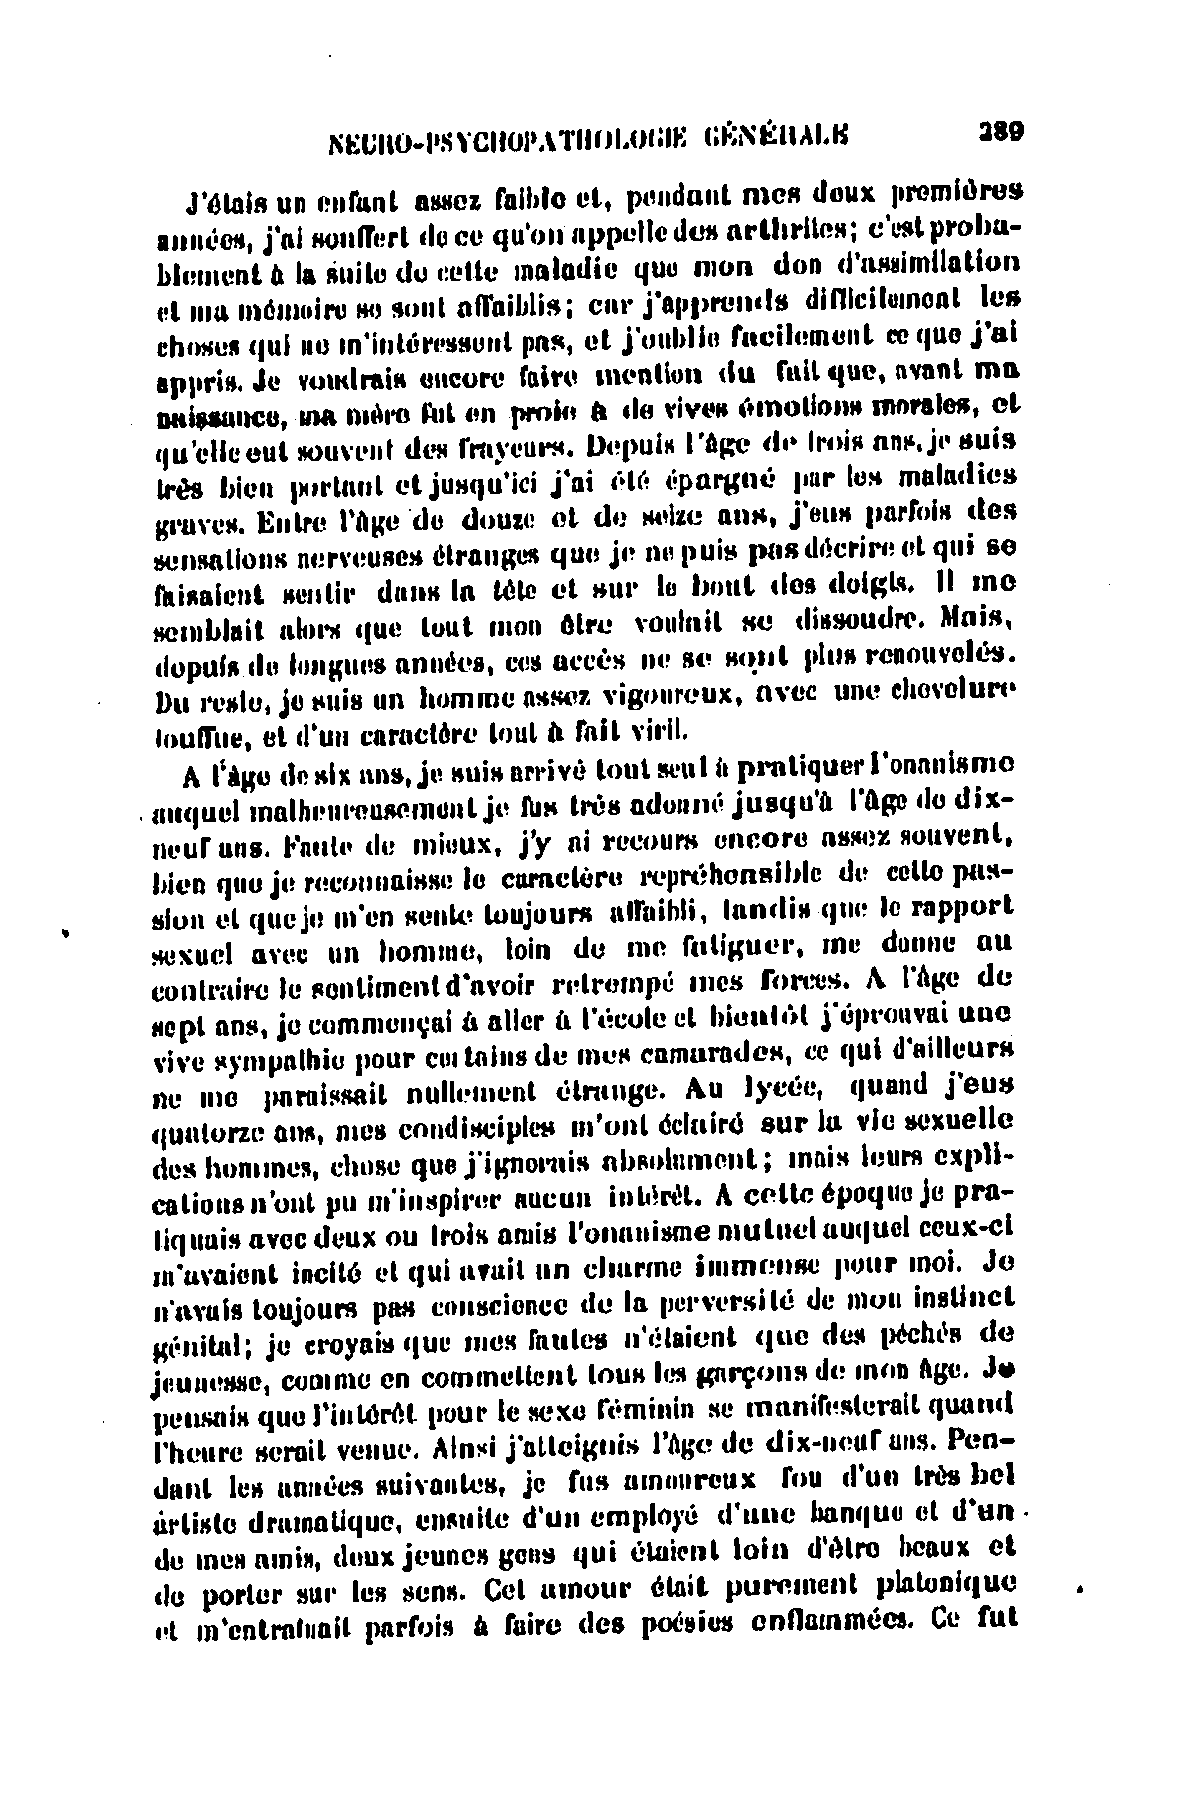 NEURO-PSYCHOPATHOLOGIE GÉNÉRALE 289
J'étais un enfant assez faible et, pendant mes doux premières
années, j'ai souffert de ce qu'on appelle des arthrites; c'est proba-
blement à la suite de cette maladie que mon don d'assimilation
et ma mémoire se sont affaiblis; car j'apprends difficilement les
choses qui ne m'intéressent pas, et j'oublie facilement ce que j'ai
appris. Je voudrais encore faire mention du fait que, avant ma
naissance, ma mère fut en proie à de vives émotions morales, et
qu'elle eut souvent des frayeurs. Depuis l'âge de trois ans, je suis
très bien portant et jusqu'ici j'ai été épargné par les maladies
graves. Entre l'âge de douze et de seize ans, j'eus parfois des
sensations nerveuses étranges que je ne puis pas décrire et qui se
faisaient sentir dans la tête et sur le bout des doigts. Il me
semblait alors que tout mon être voulait se dissoudre. Mais,
depuis de longues années, ces accès ne se sont plus renouvelés.
Du reste, je suis un homme assez vigoureux, avec une chevelure
touffue, et d'un caractère tout à fait viril.
A l'âge de six ans, je suis arrivé tout seul à pratiquer l'onanisme
auquel malheureusement je fus très adonné jusqu'à l'âge de dix-
neuf ans. Faute de mieux, j'y ai recours encore assez souvent,
bien que je reconnaisse le caractère repréhensible de cette pas-
sion et que je m'en sente toujours affaibli, tandis que le rapport
sexuel avec un homme, loin de me fatiguer, me donne au
contraire le sentiment d'avoir retrempé mes forces. A l'âge de
sept ans, je commençai à aller à l'école et bientôt j'éprouvai une
vive sympathie pour certains de mes camarades, ce qui d'ailleurs
ne me paraissait nullement étrange. Au lycée, quand j'eus
quatorze ans, mes condisciples m'ont éclairé sur la vie sexuelle
des hommes, chose que j'ignorais absolument; mais leurs expli-
cations n'ont pu m'inspirer aucun intérêt. A cette époque je pra-
tiquais avec deux ou trois amis l'onanisme mutuel auquel ceux-ci
m'avaient incité et qui avait un charme immense pour moi. Je
n'avais toujours pas conscience de la perversité de mon instinct
génital; je croyais que mes fautes n'étaient que des péchés de
jeunesse, comme en commettent tous les garçons de mon âge. Je
pensais que l'intérêt pour le sexe féminin se manifesterait quand
l'heure serait venue. Ainsi j'atteignis l'âge de dix-neuf ans. Pen-
dant les années suivantes, je fus amoureux fou d'un très bel
artiste dramatique, ensuite d'un employé d'une banque et d'un
de mes amis, deux jeunes gens qui étaient loin d'être beaux et
de porter sur les sens. Cet amour était purement platonique
et m'entraînait parfois à faire des poésies enflammées. Ce fut